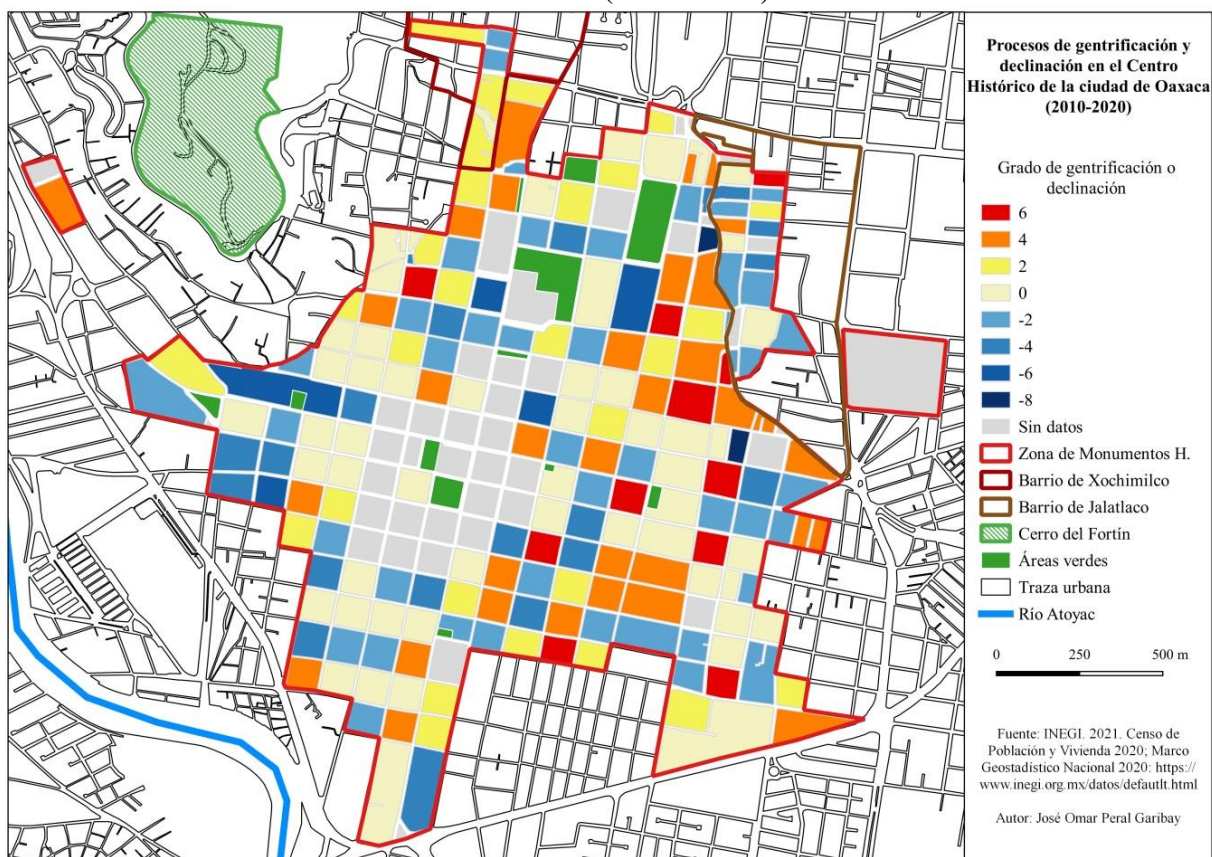 Procesos de gentrificación y
declinación en el Centro
Histórico de la ciudad de Oaxaca
(2010-2020)
Grado de gentrificación o
declinación
6
4
2
0
-2
-4
-6
-8
Sin datos
Zona de Monumentos H.
Barrio de Xochimilco
Barrio de Jalatlaco
Cerro del Fortín
Áreas verdes
Traza urbana
Río Atoyac
0 250 500 m
Fuente: INEGI. 2021. Censo de
Población y Vivienda 2020; Marco
Geostadístico Nacional 2020: https://
www.inegi.org.mx/datos/defaultt.html
Autor: José Omar Peral Garibay